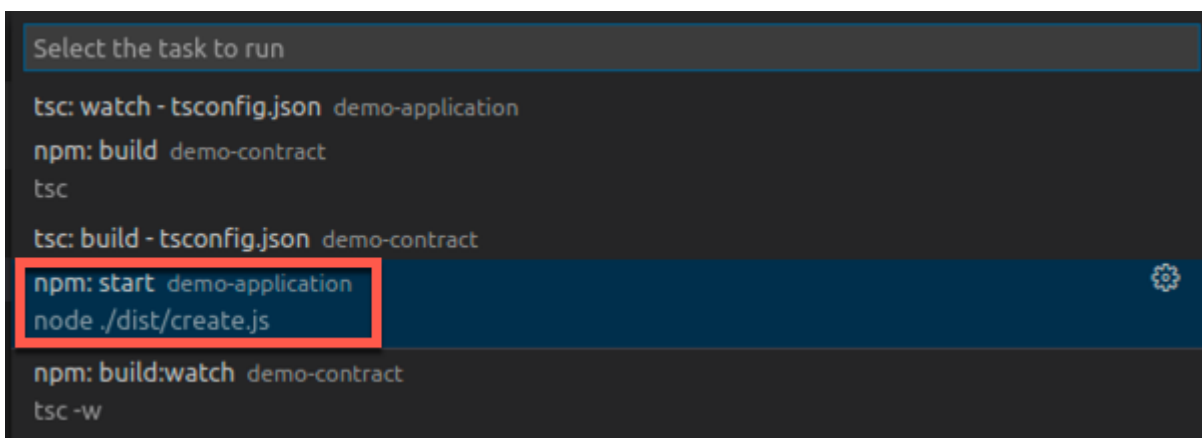 Select the task to run
tsc: watch - tsconfig.json demo-application
npm: build demo-contract
tsc
tsc: build - tsconfig.json demo-contract
npm: start demo-application
node ./dist/create.js
npm: build:watch demo-contract
tsc -w